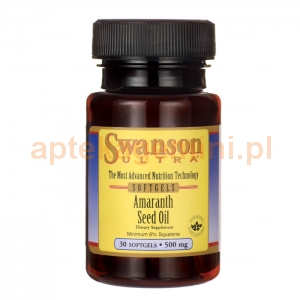 Swanson
ULTRA
The Most Advanced Nutrition Technology
SOFTGELS
Amaranth
Seed Oil
Dietary Supplement
Minimum 6% Squalene
30 SOFTGELS • 500 mg